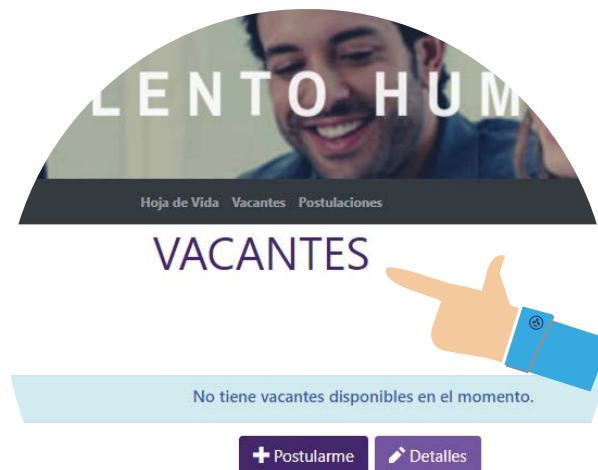 LENTO HUM
Hoja de Vida Vacantes Postulaciones
VACANTES
No tiene vacantes disponibles en el momento.
Postularme Detalles